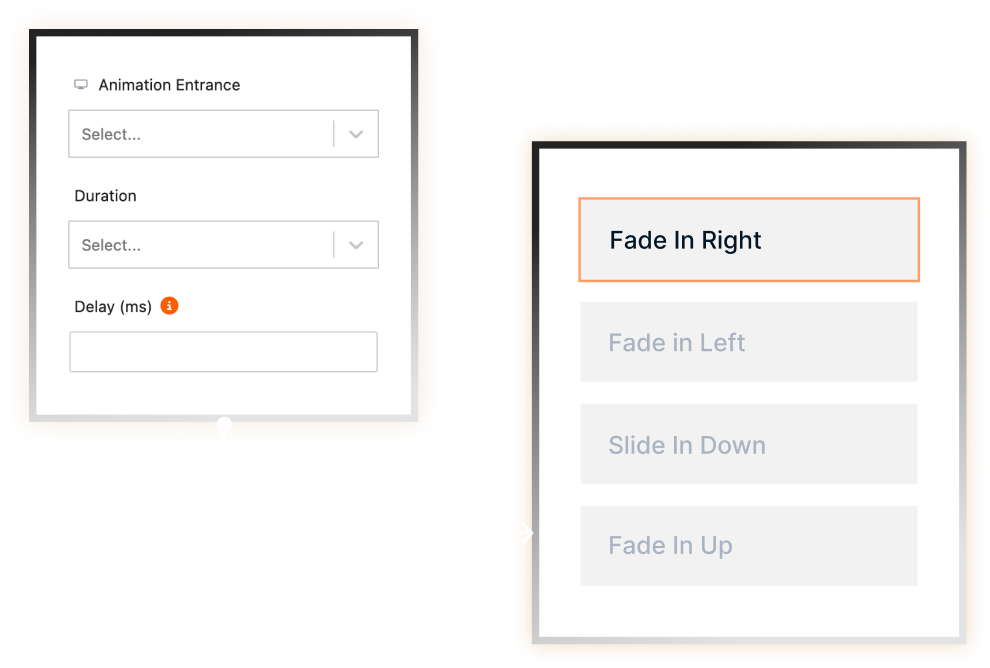 Animation Entrance
Select...
Duration
Select...
Delay (ms)
Fade In Right
Fade in Left
Slide In Down
Fade In Up